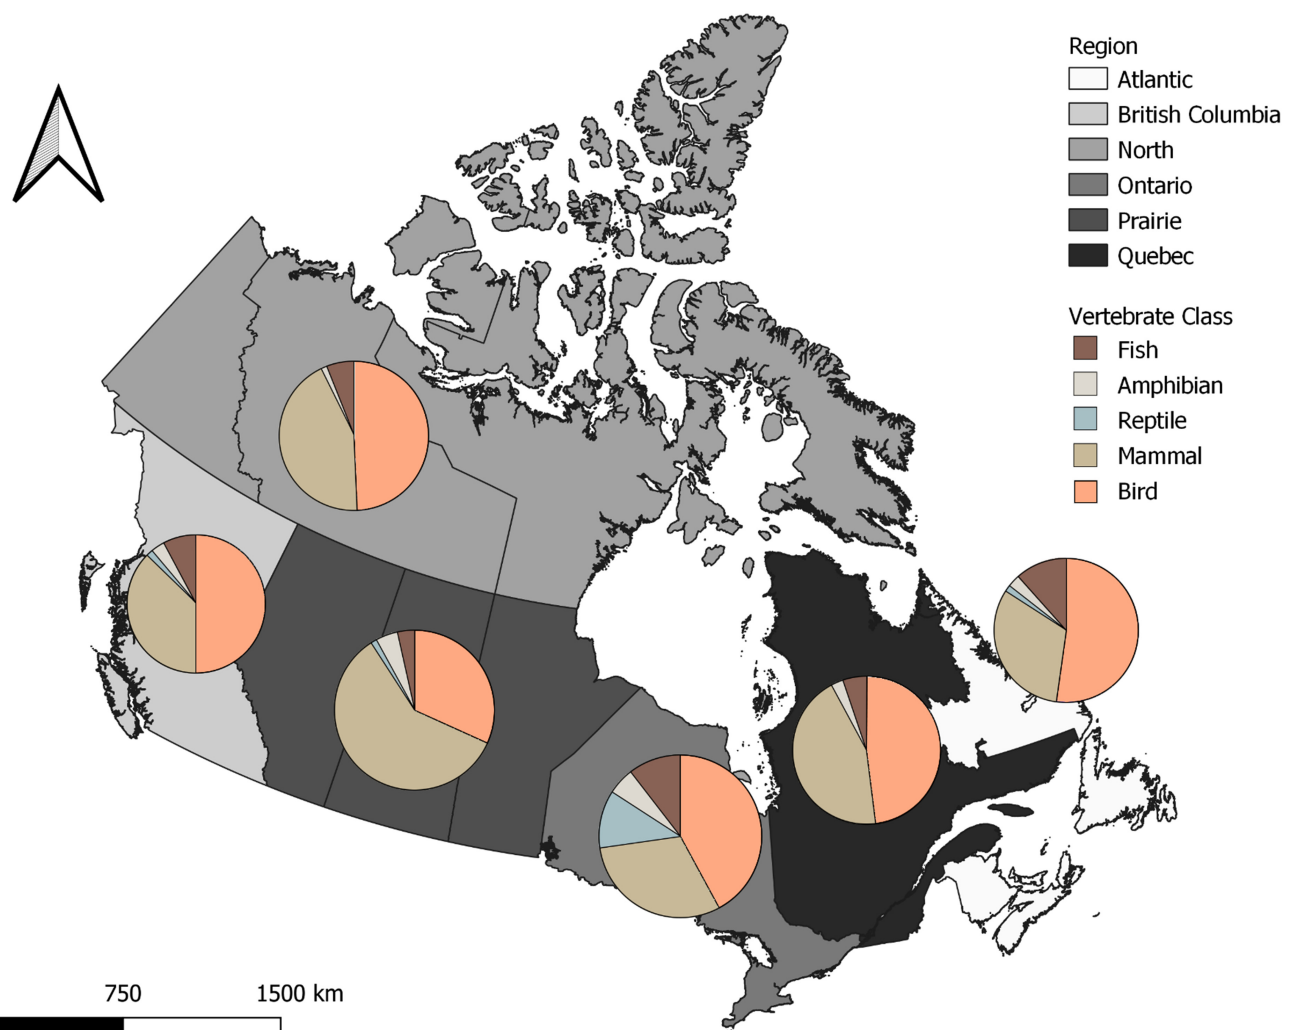 Region
Atlantic
British Columbia
North
Ontario
Prairie
Quebec
Vertebrate Class
Fish
Amphibian
Reptile
Mammal
Bird
750 1500 km